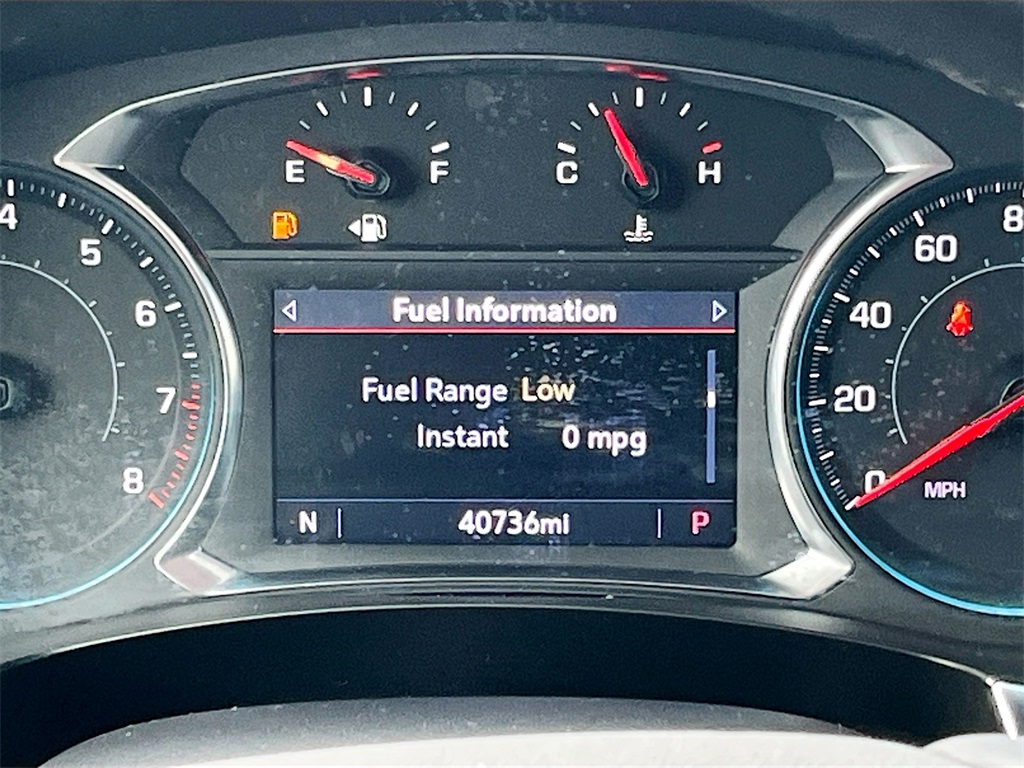 E F
C H
4
5
6
7
8
80
60
40
20
0
MPH
Fuel Information
Fuel Range Low
Instant 0 mpg
N 40736mi P